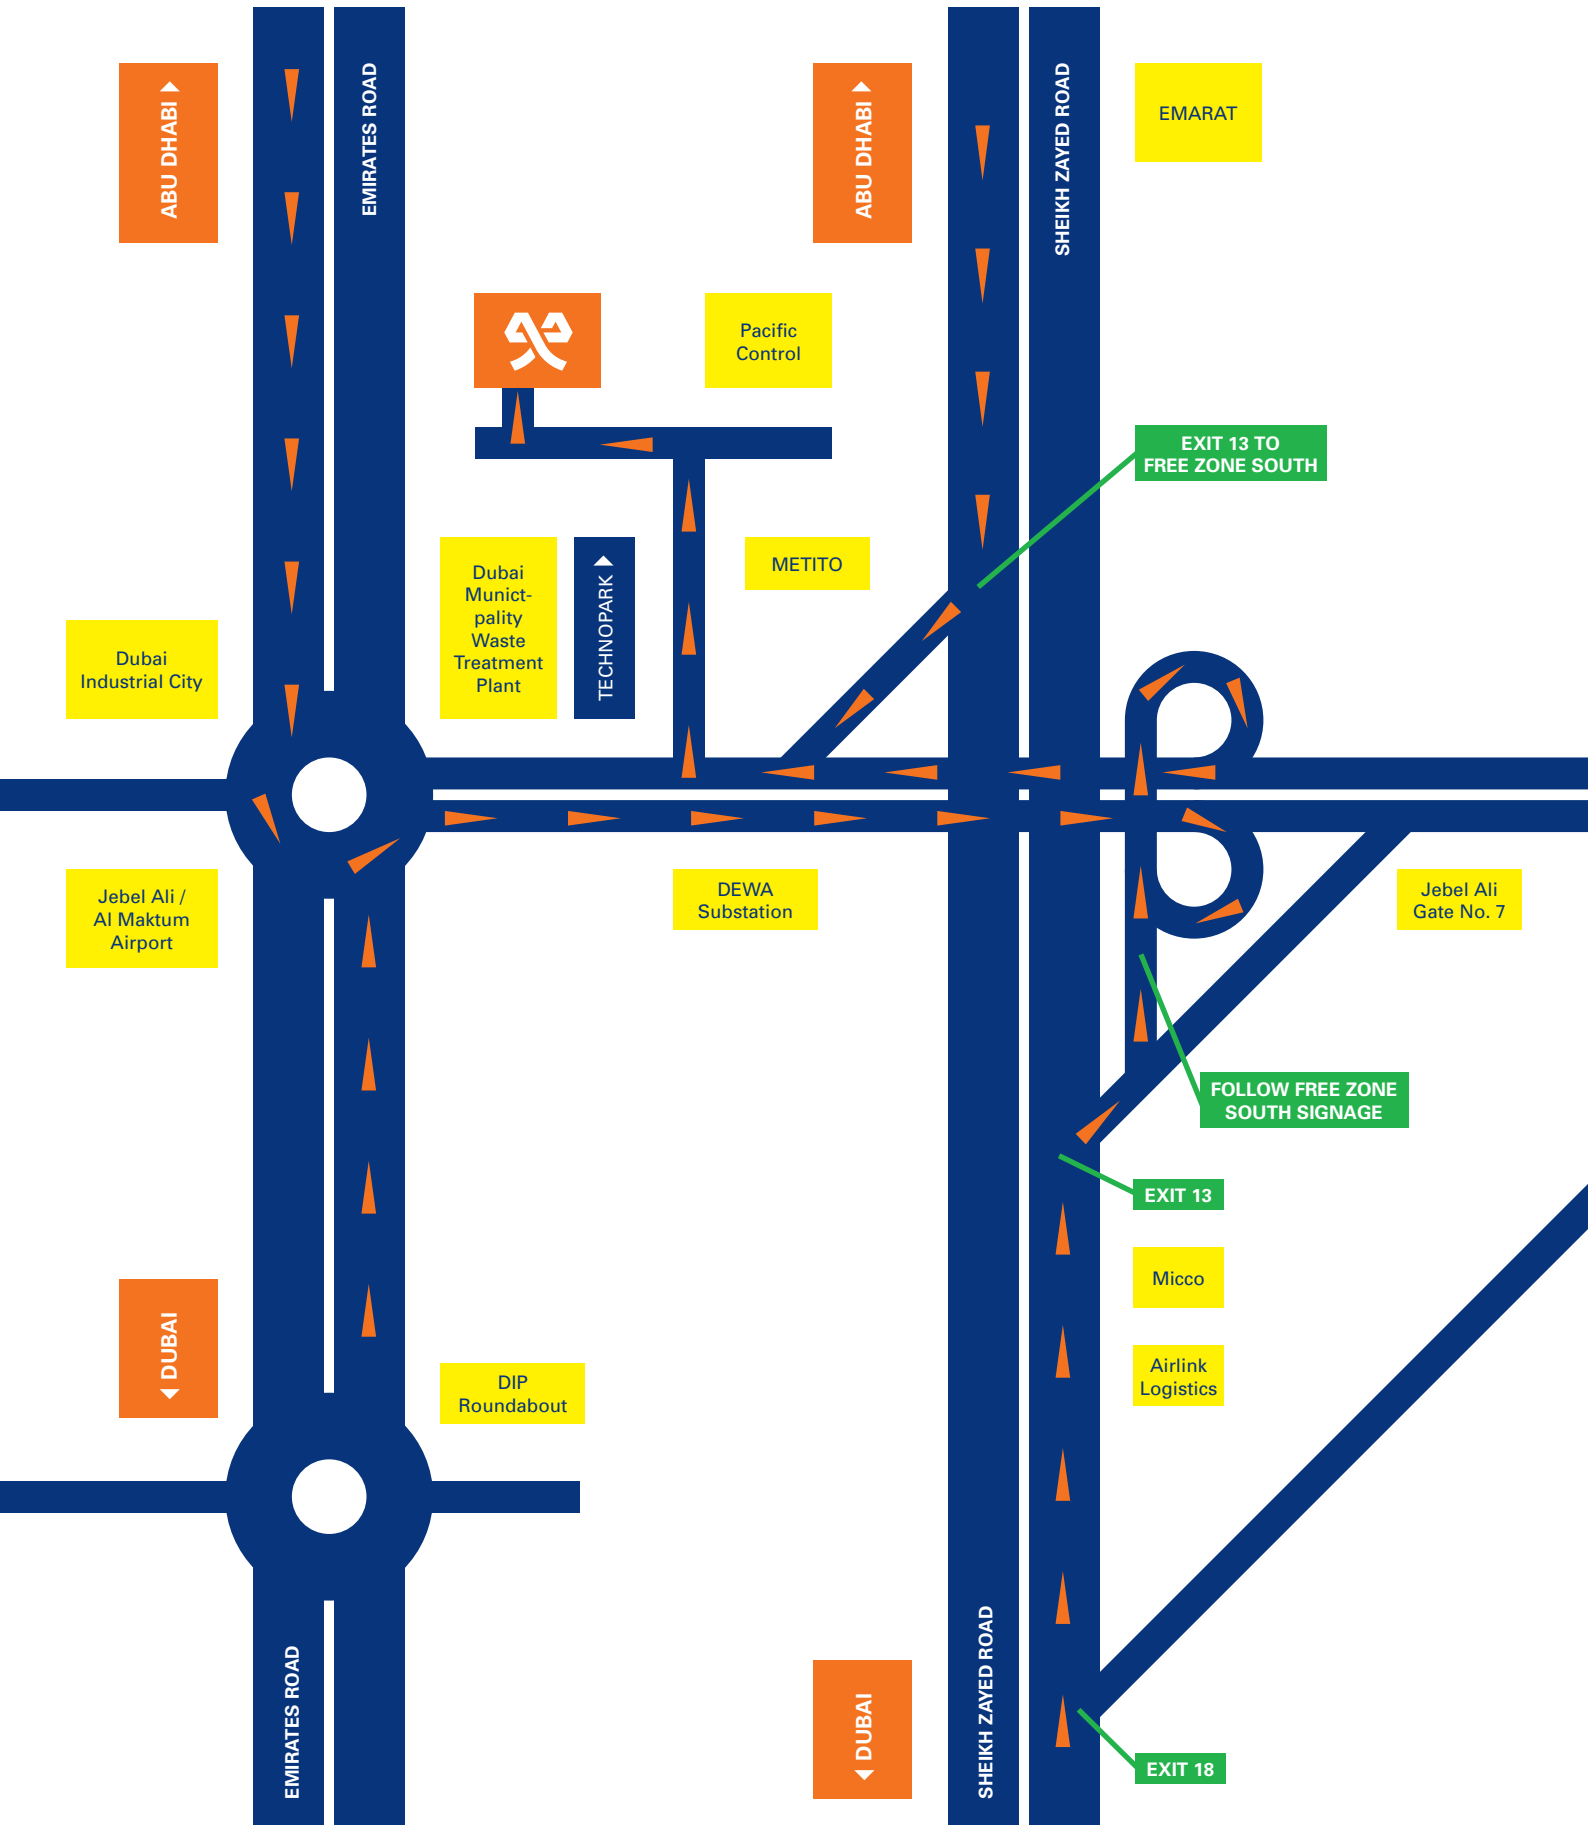 ABU DHABI
EMIRATES ROAD
ABU DHABI
SHEIKH ZAYED ROAD
EMARAT
Pacific
Control
EXIT 13 TO
FREE ZONE SOUTH
Dubai
Munict-
pality
Waste
Treatment
Plant
TECHNOPARK
METITO
Dubai
Industrial City
Jebel Ali /
Al Maktum
Airport
DEWA
Substation
Jebel Ali
Gate No. 7
FOLLOW FREE ZONE
SOUTH SIGNAGE
EXIT 13
Micco
Airlink
Logistics
DUBAI
DIP
Roundabout
EMIRATES ROAD
DUBAI
SHEIKH ZAYED ROAD
EXIT 18